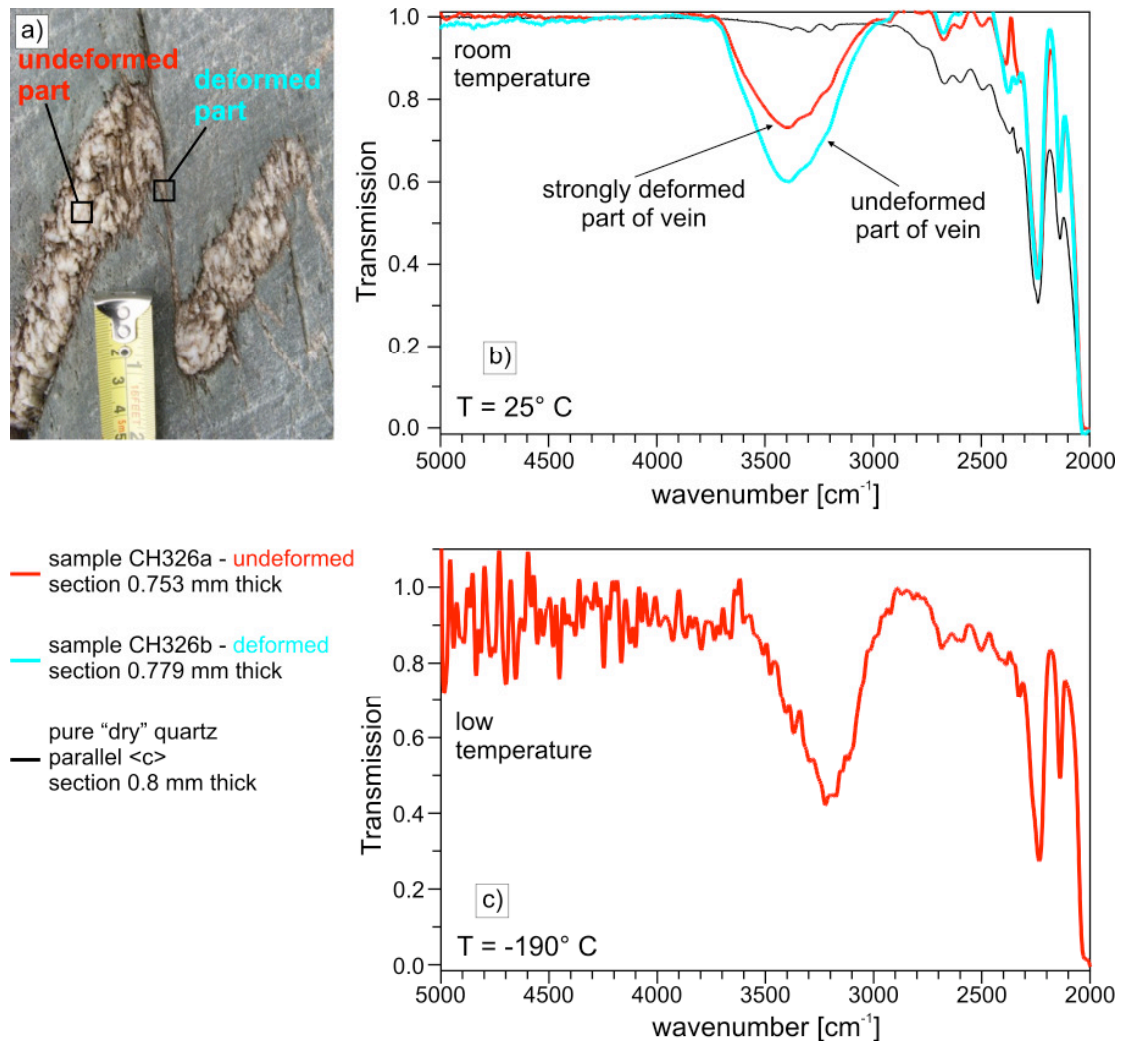 a)
undeformed
part
deformed
part
1.0
0.8
0.6
0.4
0.2
0.0
Transmission
room
temperature
strongly deformed
part of vein
undeformed
part of vein
b)
T = 25° C
5000 4500 4000 3500 3000 2500 2000
wavenumber [cm⁻¹]
sample CH326a - undeformed
section 0.753 mm thick
sample CH326b - deformed
section 0.779 mm thick
pure “dry” quartz
parallel <c>
section 0.8 mm thick
1.0
0.8
0.6
0.4
0.2
0.0
Transmission
low
temperature
c)
T = -190° C
5000 4500 4000 3500 3000 2500 2000
wavenumber [cm⁻¹]